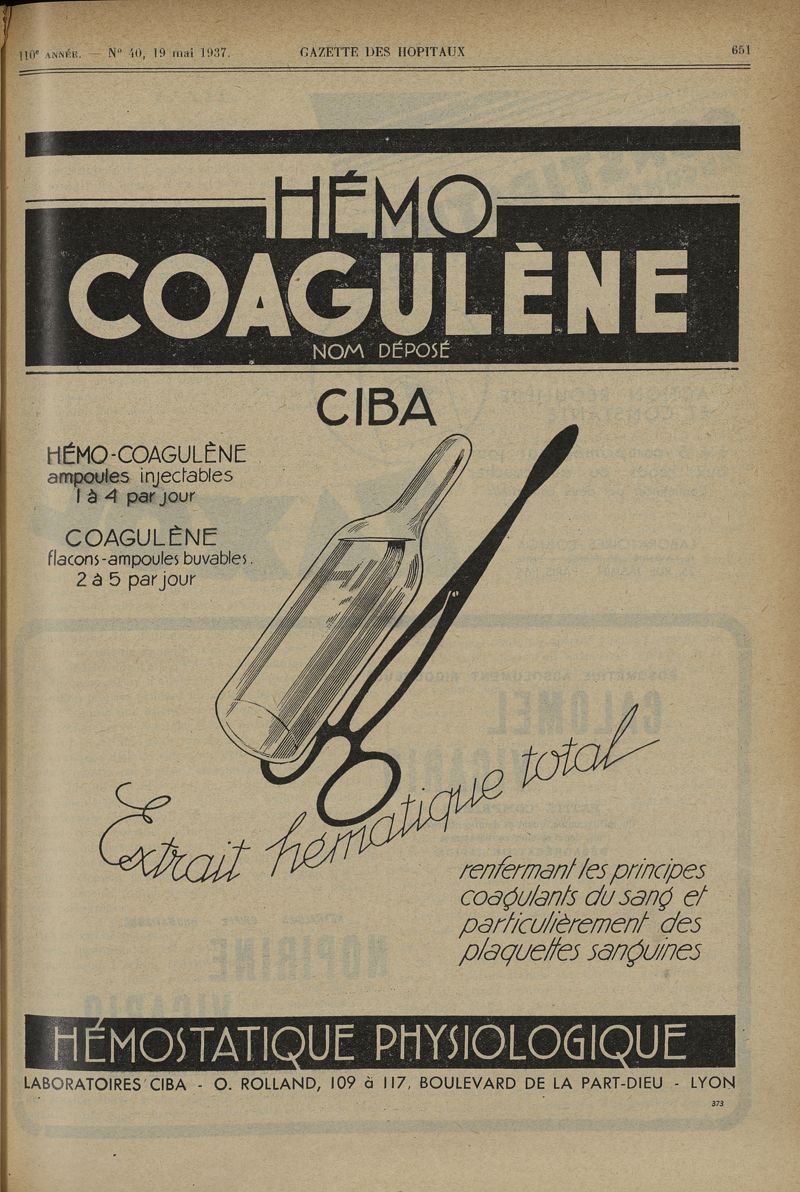 110e ANNÉE. — No 40, 19 mai 1937. GAZETTE DES HOPITAUX 651
HÉMO
COAGULÈNE
NOM DÉPOSÉ
CIBA
HÉMO-COAGULÈNE
ampoules injectables
1 à 4 par jour
COAGULÈNE
flacons-ampoules buvables.
2 à 5 par jour
Extrait hématique total
renfermant les principes
coagulants du sang et
particulièrement des
plaquettes sanguines
HÉMOSTATIQUE PHYSIOLOGIQUE
LABORATOIRES CIBA - O. ROLLAND, 109 à 117, BOULEVARD DE LA PART-DIEU - LYON
373